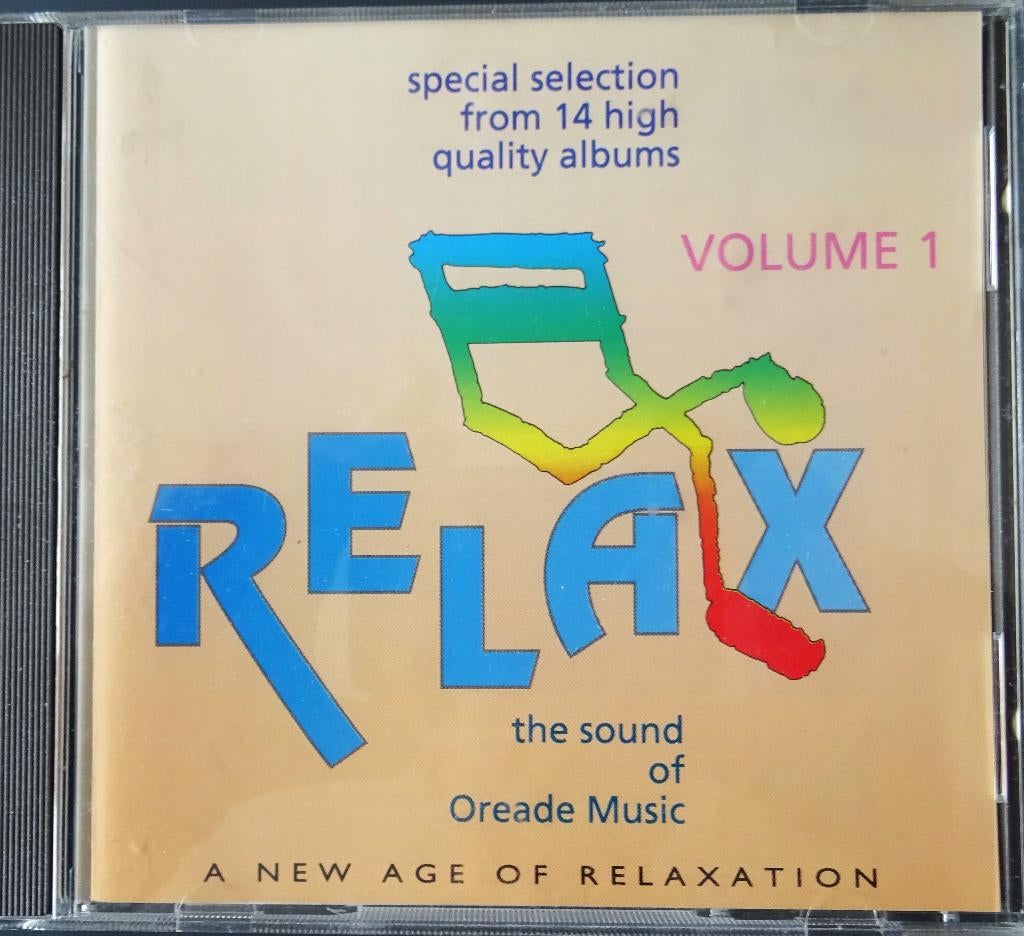 special selection
from 14 high
quality albums
VOLUME 1
RELAX
the sound
of
Oreade Music
A NEW AGE OF RELAXATION